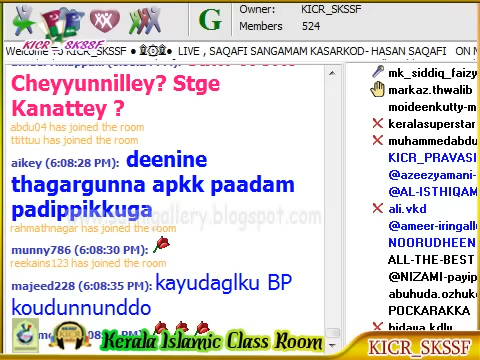 Owner: KICR_SKSSF
G
Members 524
KICR_SKSSF
LIVE , SAQAFI SANGAMAM KASARKOD- HASAN SAQAFI ON M
Cheyyunnilley? Stge
Kanattey ?
abdu04 has joined the room
ttittuu has joined the room
aikey (6:08:28 PM): deenine
thagargunna apkk paadam
padippikkuga
gallery.blogspot.com
rahmathnagar has joined the room
munny786 (6:08:30 PM):
reekains123 has joined the room
majeed228 (6:08:35 PM): kayudaglku BP
koudunnunddo
mk_siddiq_faizy
markaz.thwalib
moideenkutty-m
keralasuperstar
muhammedabdu
KICR_PRAVASI
@azeezyamani-
@AL-ISTHIQAM
ali.vkd
@ameer-iringallu
NOORUDHEEN
ALL-THE-BEST
@NIZAMI-payip
abuhuda.ozhuk
POCKARAKKA
hidaya kdlu
Kerala Islamic Class Room
KICR_SKSSF